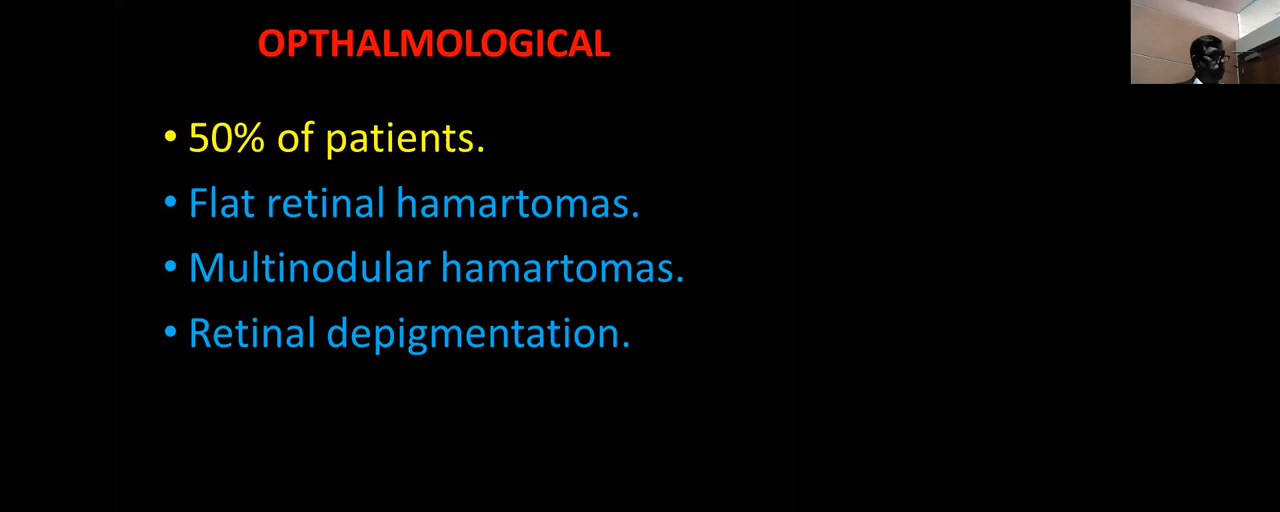 OPTHALMOLOGICAL
• 50% of patients.
• Flat retinal hamartomas.
• Multinodular hamartomas.
• Retinal depigmentation.